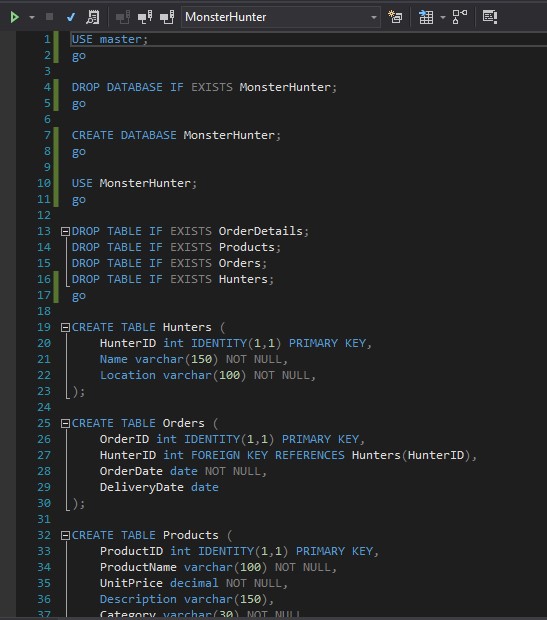 MonsterHunter
1 USE master;
2 go
3
4 DROP DATABASE IF EXISTS MonsterHunter;
5 go
6
7 CREATE DATABASE MonsterHunter;
8 go
9
10 USE MonsterHunter;
11 go
12
13 DROP TABLE IF EXISTS OrderDetails;
14 DROP TABLE IF EXISTS Products;
15 DROP TABLE IF EXISTS Orders;
16 DROP TABLE IF EXISTS Hunters;
17 go
18
19 CREATE TABLE Hunters (
20 HunterID int IDENTITY(1,1) PRIMARY KEY,
21 Name varchar(150) NOT NULL,
22 Location varchar(100) NOT NULL,
23 );
24
25 CREATE TABLE Orders (
26 OrderID int IDENTITY(1,1) PRIMARY KEY,
27 HunterID int FOREIGN KEY REFERENCES Hunters(HunterID),
28 OrderDate date NOT NULL,
29 DeliveryDate date
30 );
31
32 CREATE TABLE Products (
33 ProductID int IDENTITY(1,1) PRIMARY KEY,
34 ProductName varchar(100) NOT NULL,
35 UnitPrice decimal NOT NULL,
36 Description varchar(150),
37 Category varchar(30) NOT NULL